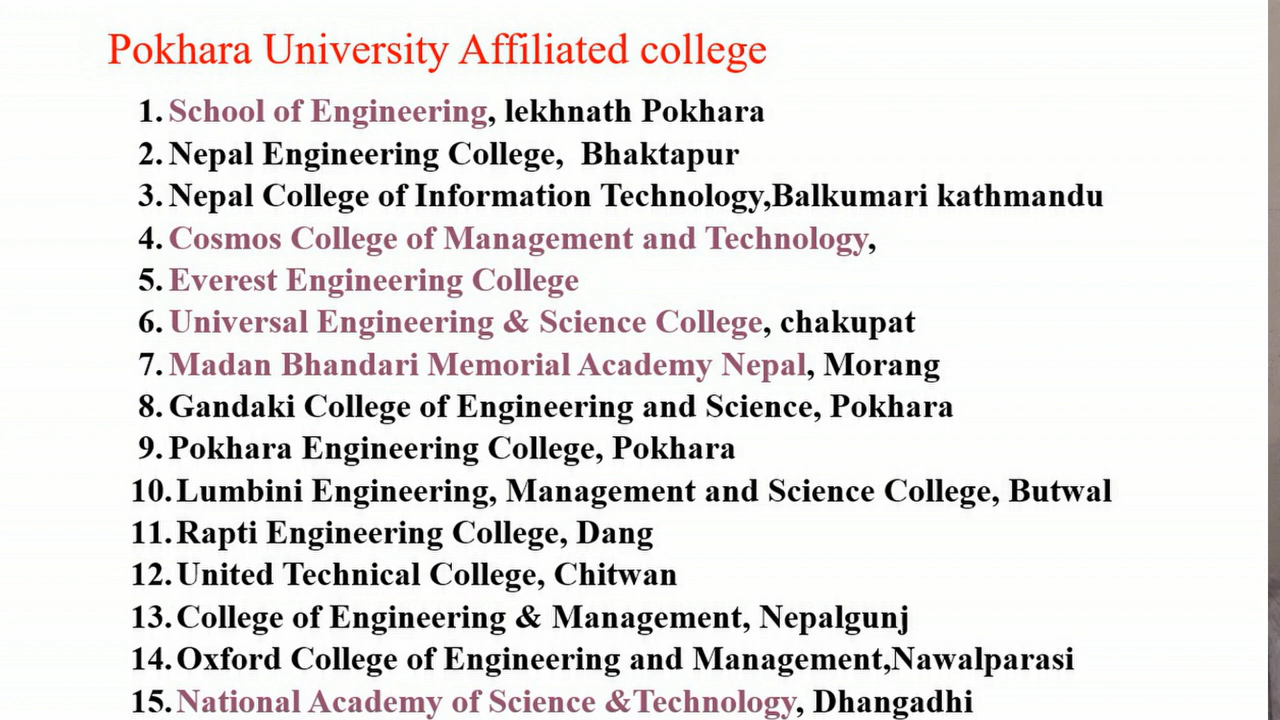 Pokhara University Affiliated college
1. School of Engineering, lekhnath Pokhara
2. Nepal Engineering College, Bhaktapur
3. Nepal College of Information Technology,Balkumari kathmandu
4. Cosmos College of Management and Technology,
5. Everest Engineering College
6. Universal Engineering & Science College, chakupat
7. Madan Bhandari Memorial Academy Nepal, Morang
8. Gandaki College of Engineering and Science, Pokhara
9. Pokhara Engineering College, Pokhara
10. Lumbini Engineering, Management and Science College, Butwal
11. Rapti Engineering College, Dang
12. United Technical College, Chitwan
13. College of Engineering & Management, Nepalgunj
14. Oxford College of Engineering and Management,Nawalparasi
15. National Academy of Science &Technology, Dhangadhi